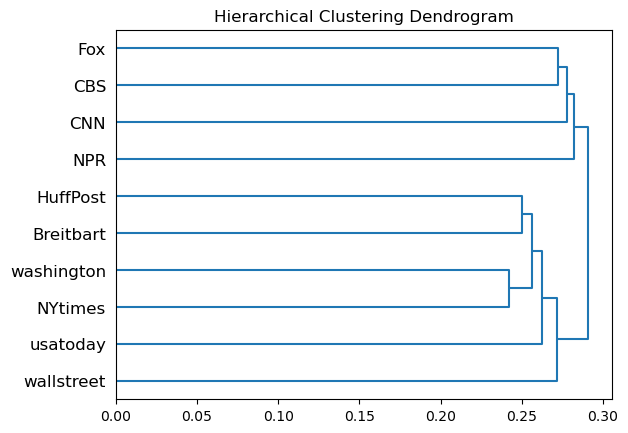 Hierarchical Clustering Dendrogram
Fox
CBS
CNN
NPR
HuffPost
Breitbart
washington
NYtimes
usatoday
wallstreet
0.00 0.05 0.10 0.15 0.20 0.25 0.30